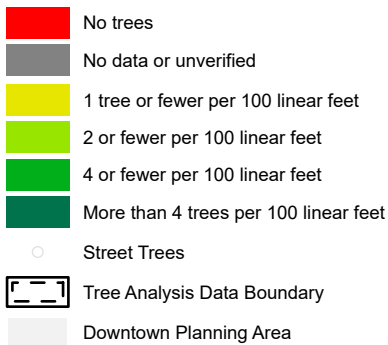 No trees
No data or unverified
1 tree or fewer per 100 linear feet
2 or fewer per 100 linear feet
4 or fewer per 100 linear feet
More than 4 trees per 100 linear feet
Street Trees
Tree Analysis Data Boundary
Downtown Planning Area